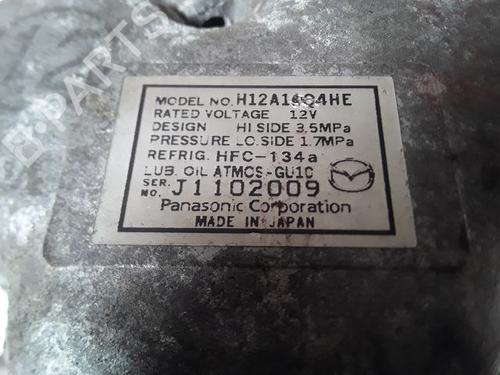 MODEL NO. H12A1AQ4HE
RATED VOLTAGE 12V
DESIGN HI SIDE 3.5MPa
PRESSURE LO.SIDE 1.7MPa
REFRIG. HFC-134a
LUB. OIL ATMOS-GU10
SER. NO. J1102009
Panasonic Corporation
MADE IN JAPAN